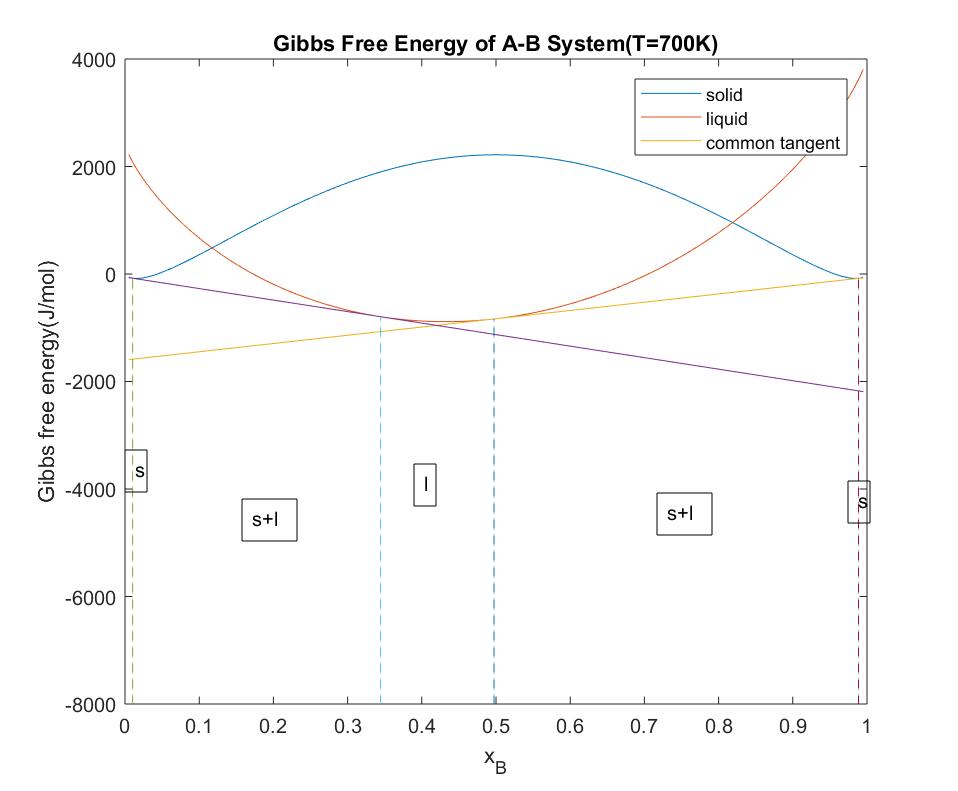 Gibbs Free Energy of A-B System(T=700K)
4000
2000
0
-2000
-4000
-6000
-8000
Gibbs free energy(J/mol)
solid
liquid
common tangent
s
s+l
l
s+l
s
0
0.1
0.2
0.3
0.4
0.5
0.6
0.7
0.8
0.9
1
x_B